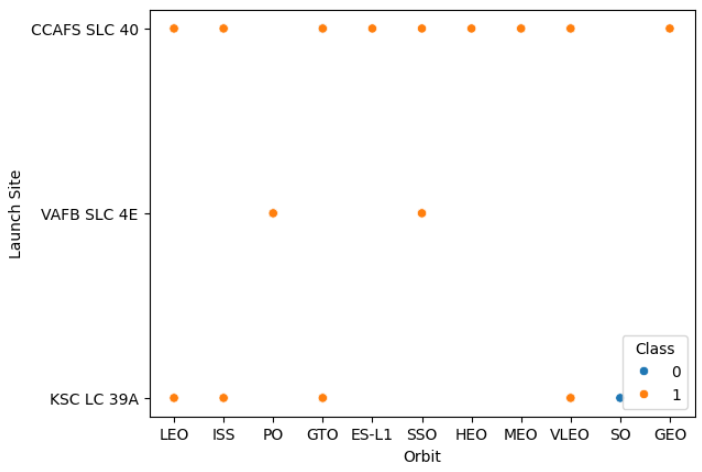 CCAFS SLC 40
VAFB SLC 4E
KSC LC 39A
Launch Site
Class
0
1
LEO ISS PO GTO ES-L1 SSO HEO MEO VLEO SO GEO
Orbit